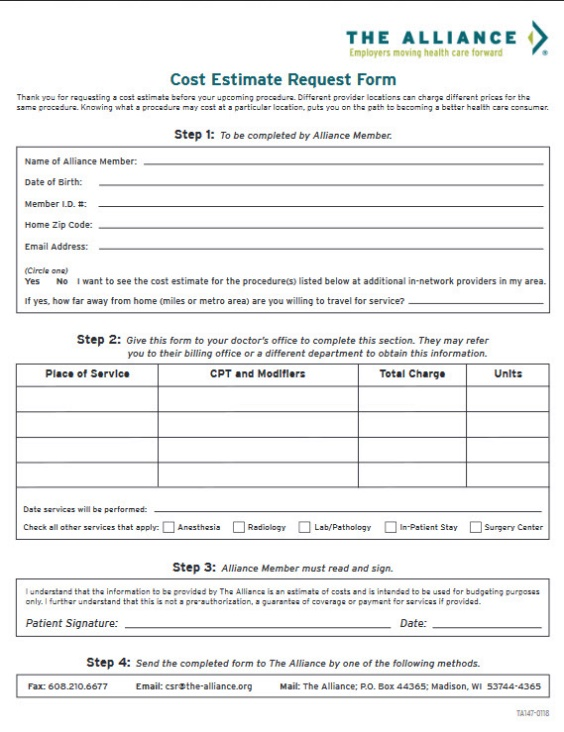 THE ALLIANCE
Employers moving health care forward
Cost Estimate Request Form
Thank you for requesting a cost estimate before your upcoming procedure. Different provider locations can charge different prices for the
same procedure. Knowing what a procedure may cost at a particular location, puts you on the path to becoming a better health care consumer.
Step 1: To be completed by Alliance Member.
Name of Alliance Member:
Date of Birth:
Member I.D. #:
Home Zip Code:
Email Address:
(Circle one)
Yes No I want to see the cost estimate for the procedure(s) listed below at additional in-network providers in my area.
If yes, how far away from home (miles or metro area) are you willing to travel for service?
Step 2: Give this form to your doctor's office to complete this section. They may refer
you to their billing office or a different department to obtain this information.
Place of Service CPT and Modifiers Total Charge Units
Date services will be performed:
Check all other services that apply: Anesthesia Radiology Lab/Pathology In-Patient Stay Surgery Center
Step 3: Alliance Member must read and sign.
I understand that the information to be provided by The Alliance is an estimate of costs and is intended to be used for budgeting purposes
only. I further understand that this is not a pre-authorization, a guarantee of coverage or payment for services if provided.
Patient Signature: Date:
Step 4: Send the completed form to The Alliance by one of the following methods.
Fax: 608.210.6677 Email: csr@the-alliance.org Mail: The Alliance; P.O. Box 44365; Madison, WI 53744-4365
TA147-0118